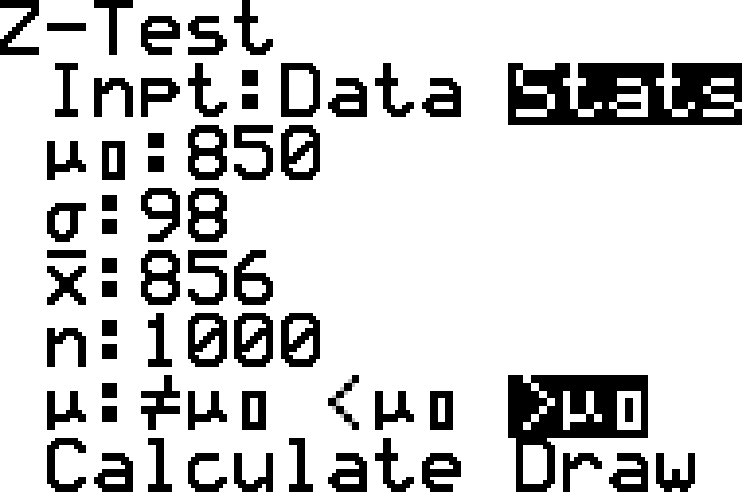 Z-Test
Inpt:Data Stats
μ₀:850
σ:98
x̄:856
n:1000
μ:≠μ₀ <μ₀ >μ₀
Calculate Draw